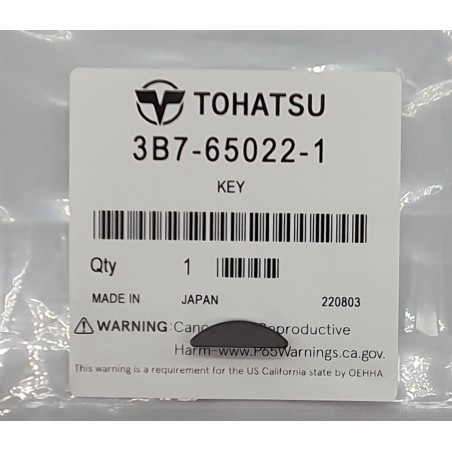 TOHATSU
3B7-65022-1
KEY
Qty 1
MADE IN JAPAN 220803
WARNING: Reproductive
Harm-www.P65Warnings.ca.gov.
This warning is a requirement for the US California state by OEHHA.